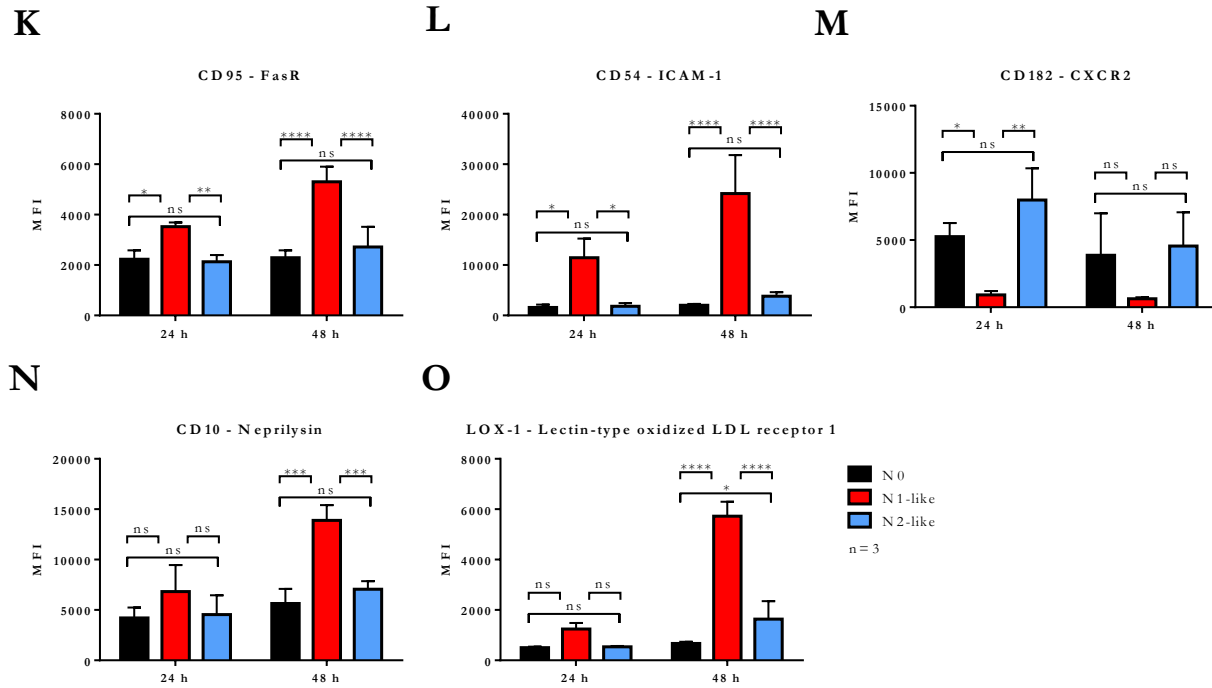 K
L
M
CD95 - FasR
CD54 - ICAM-1
CD182 - CXCR2
MFI
8000
6000
4000
2000
0
* ** ns
**** **** ns
24 h 48 h
MFI
40000
30000
20000
10000
0
* * ns
**** **** ns
24 h 48 h
MFI
15000
10000
5000
0
* ** ns
ns ns ns
24 h 48 h
N
O
CD10 - Neprilysin
LOX-1 - Lectin-type oxidized LDL receptor 1
MFI
20000
15000
10000
5000
0
ns ns ns
*** *** ns
24 h 48 h
MFI
8000
6000
4000
2000
0
ns ns ns
**** **** *
24 h 48 h
N0
N1-like
N2-like
n=3